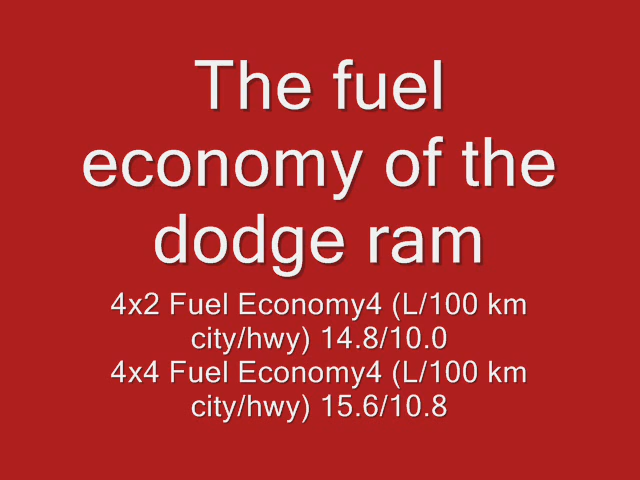 The fuel
economy of the
dodge ram
4x2 Fuel Economy4 (L/100 km
city/hwy) 14.8/10.0
4x4 Fuel Economy4 (L/100 km
city/hwy) 15.6/10.8